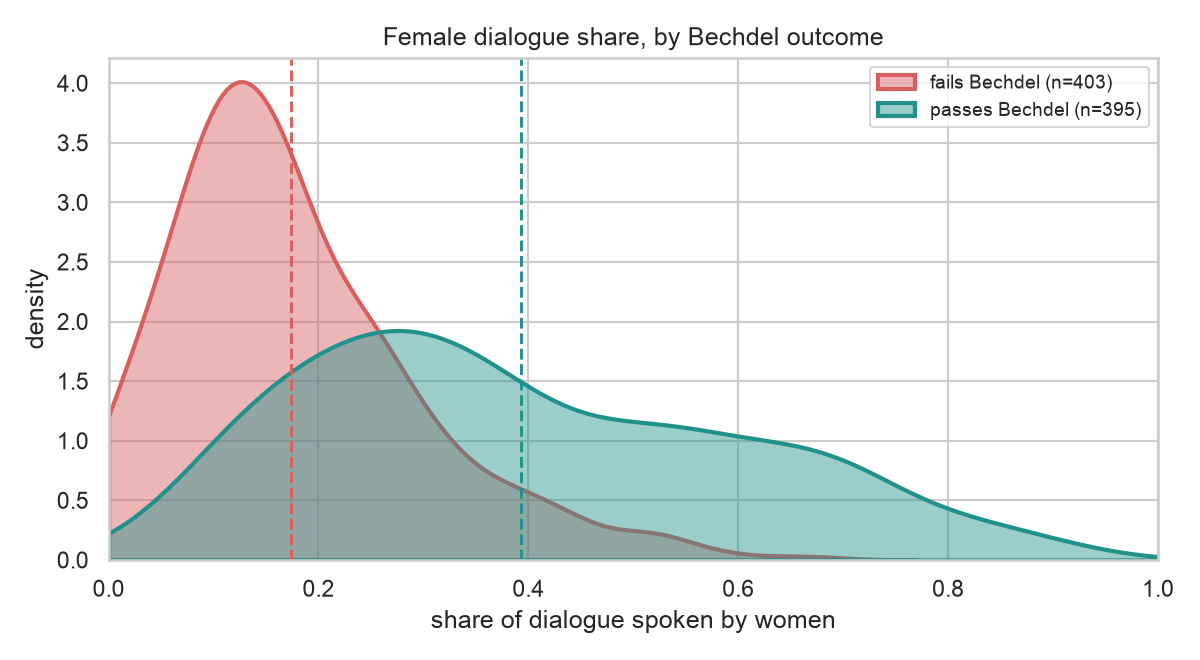 Female dialogue share, by Bechdel outcome
fails Bechdel (n=403)
passes Bechdel (n=395)
density
4.0
3.5
3.0
2.5
2.0
1.5
1.0
0.5
0.0
0.0 0.2 0.4 0.6 0.8 1.0
share of dialogue spoken by women